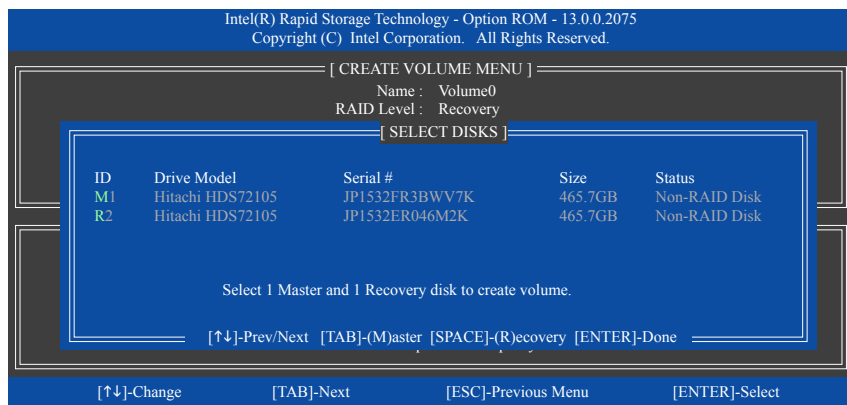 Intel(R) Rapid Storage Technology - Option ROM - 13.0.0.2075
Copyright (C) Intel Corporation. All Rights Reserved.
[ CREATE VOLUME MENU ]
Name : Volume0
RAID Level : Recovery
[ SELECT DISKS ]
ID Drive Model Serial # Size Status
M1 Hitachi HDS72105 JP1532FR3BWV7K 465.7GB Non-RAID Disk
R2 Hitachi HDS72105 JP1532ER046M2K 465.7GB Non-RAID Disk
Select 1 Master and 1 Recovery disk to create volume.
[↑↓]-Prev/Next [TAB]-(M)aster [SPACE]-(R)ecovery [ENTER]-Done
[↑↓]-Change [TAB]-Next [ESC]-Previous Menu [ENTER]-Select